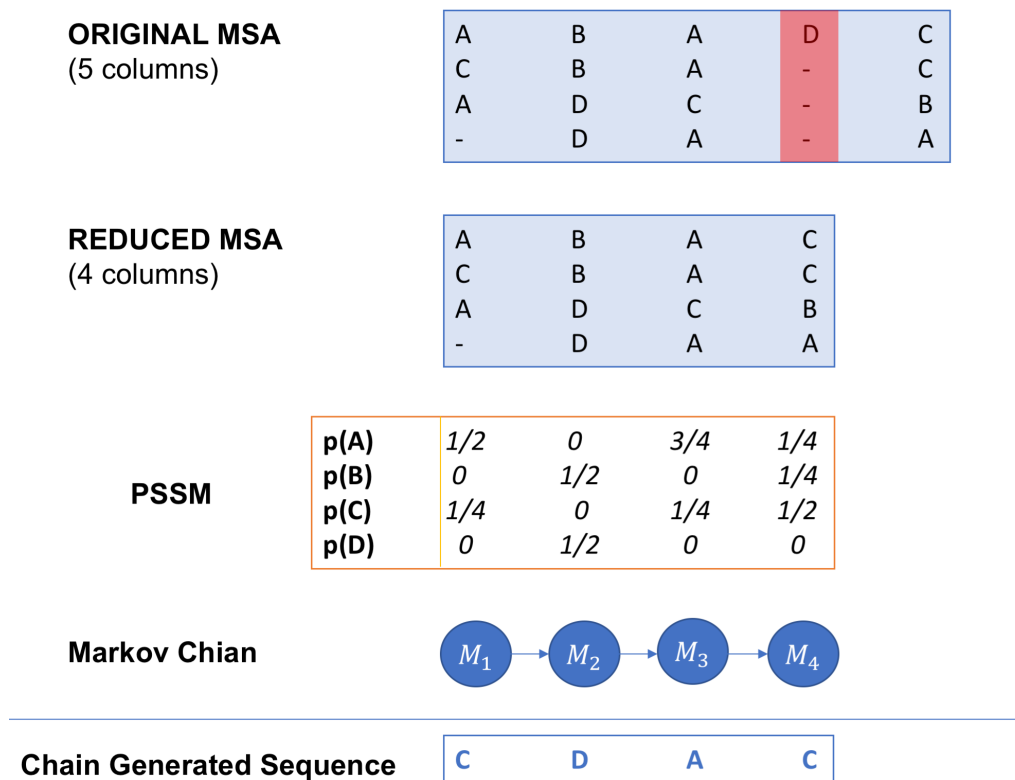 ORIGINAL MSA
(5 columns)
A B A D C
C B A - C
A D C - B
- D A - A
REDUCED MSA
(4 columns)
A B A C
C B A C
A D C B
- D A A
PSSM
p(A) 1/2 0 3/4 1/4
p(B) 0 1/2 0 1/4
p(C) 1/4 0 1/4 1/2
p(D) 0 1/2 0 0
Markov Chian
M₁ M₂ M₃ M₄
Chain Generated Sequence C D A C